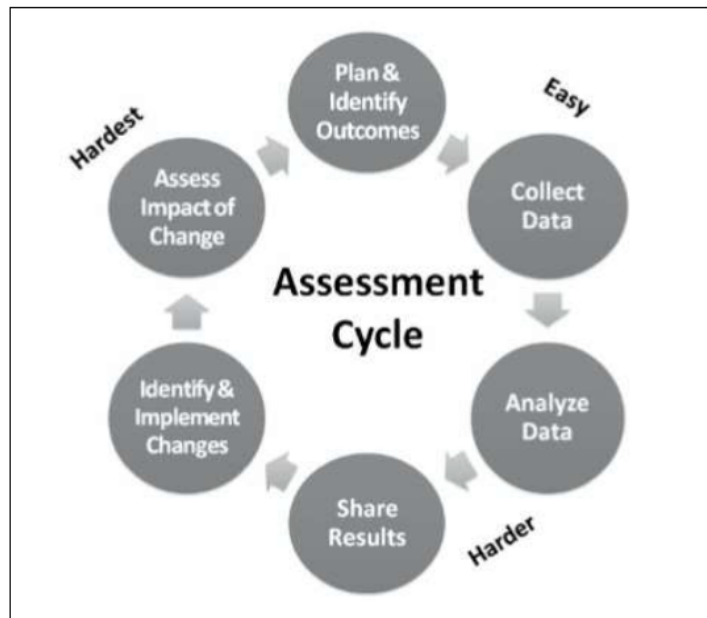 Plan &
Identify
Outcomes
Easy
Collect
Data
Analyze
Data
Harder
Share
Results
Identify &
Implement
Changes
Assess
Impact of
Change
Hardest
Assessment
Cycle